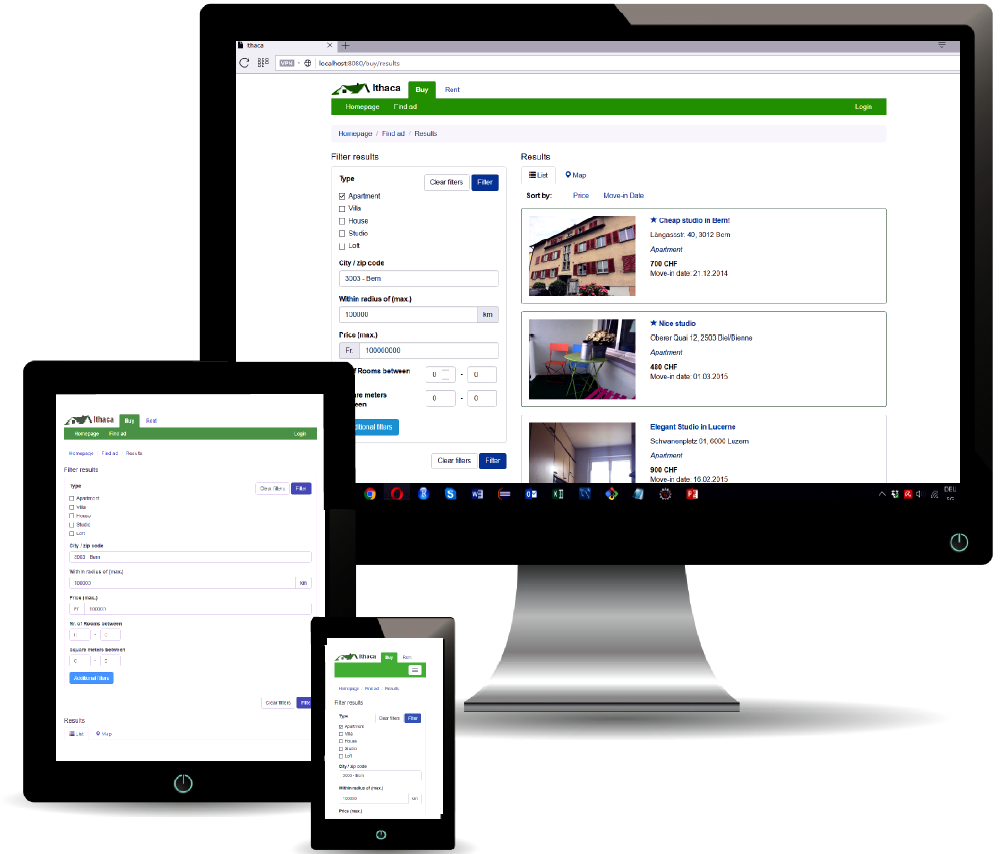 Ithaca
VPN localhost:8080/buy/results
Ithaca Buy Rent
Homepage Find ad Login
Homepage / Find ad / Results
Filter results
Type Clear filters Filter
Apartment
Villa
House
Studio
Loft
City / zip code
3003 - Bern
Within radius of (max.)
100000 km
Price (max.)
Fr. 100000000
of Rooms between 0 - 0
are meters 0 - 0
een
ditional filters
Clear filters Filter
Results
List Map
Sort by: Price Move-in Date
Cheap studio in Bern!
Längassstr. 40, 3012 Bern
Apartment
700 CHF
Move-in date: 21.12.2014
Nice studio
Oberer Quai 12, 2503 Biel/Bienne
Apartment
480 CHF
Move-in date: 01.03.2015
Elegant Studio in Lucerne
Schwanenplatz 01, 6000 Luzern
Apartment
900 CHF
Move-in date: 16.02.2015
DEU
Ithaca Buy Rent
Homepage Find ad Login
Homepage / Find ad / Results
Filter results
Type Clear filters Filter
Apartment
Villa
House
Studio
Loft
City / zip code
3003 - Bern
Within radius of (max.)
100000 km
Price (max.)
Fr. 100000
Nr. of Rooms between
0 - 0
Square meters between
0 - 0
Additional filters
Clear filters Filte
Results
List Map
Ithaca Buy Rent
Homepage Find ad Results
Filter results
Type Clear filters Filter
Apartment
Villa
House
Studio
Loft
City / zip code
3003 - Bern
Within radius of (max.)
100000 km
Price (max.)